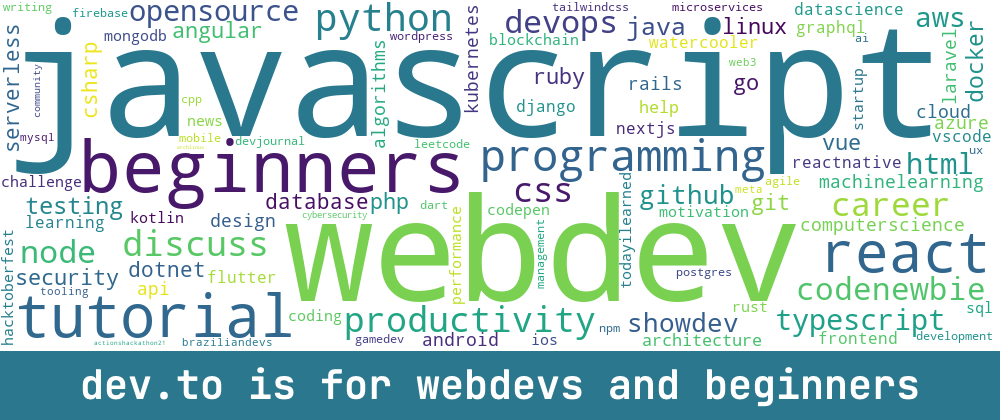 writing
firebase
opensource
python
tailwindcss
microservices
datascience
aws
mongodb
angular
wordpress
devops
java
linux
graphql
javascript
serverless
community
csharp
algorithms
kubernetes
blockchain
watercooler
ai
laravel
docker
web3
ruby
rails
go
startup
cpp
django
help
cloud
news
nextjs
azure
mysql
mobile
devjournal
leetcode
vue
vscode
ux
beginners
programming
reactnative
html
challenge
css
github
meta
agile
machinelearning
testing
database
php
dart
codepen
todayilearned
git
career
learning
kotlin
design
cybersecurity
motivation
computerscience
node
discuss
webdev
performance
management
react
hacktoberfest
security
dotnet
flutter
postgres
tooling
api
codenewbie
tutorial
coding
productivity
npm
showdev
rust
typescript
sql
actionshackathon21
braziliandevs
gamedev
android
ios
architecture
frontend
development
dev.to is for webdevs and beginners